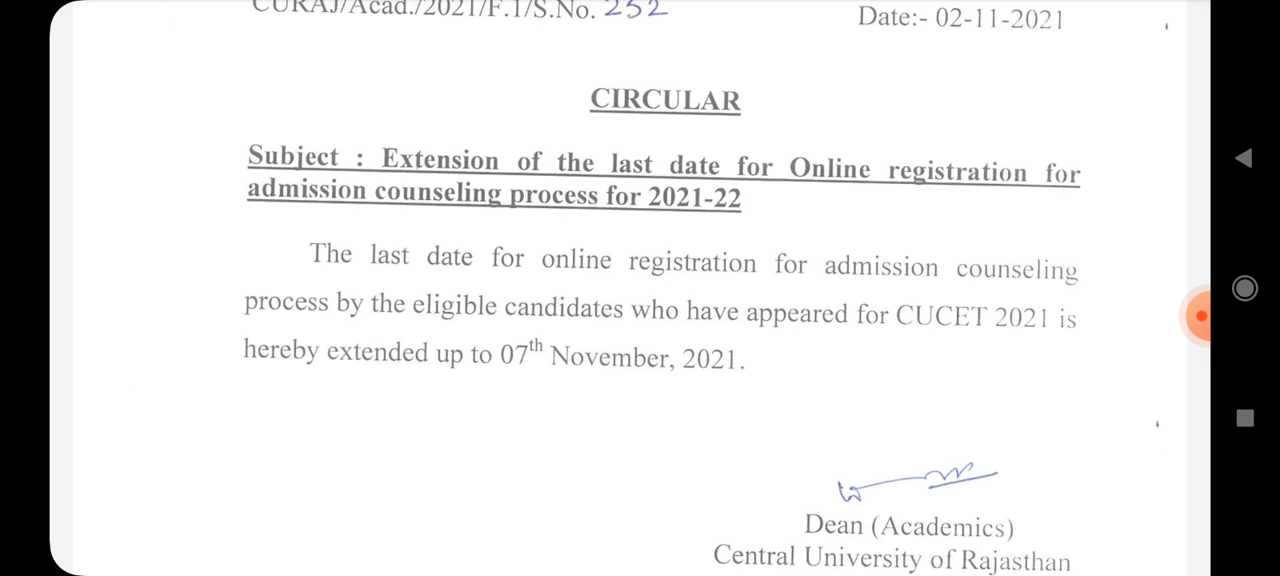 CURAJ/Acad./2021/F.1/S.No. 252
Date:- 02-11-2021
CIRCULAR
Subject : Extension of the last date for Online registration for
admission counseling process for 2021-22
The last date for online registration for admission counseling
process by the eligible candidates who have appeared for CUCET 2021 is
hereby extended up to 07th November, 2021.
Dean (Academics)
Central University of Rajasthan